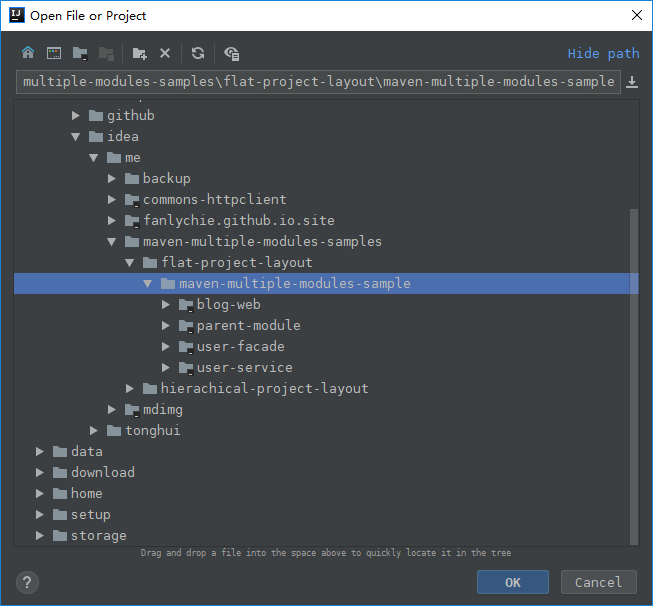 Open File or Project
Hide path
multiple-modules-samples\flat-project-layout\maven-multiple-modules-sample
github
idea
me
backup
commons-httpclient
fanlychie.github.io.site
maven-multiple-modules-samples
flat-project-layout
maven-multiple-modules-sample
blog-web
parent-module
user-facade
user-service
hierachical-project-layout
mdimg
tonghui
data
download
home
setup
storage
Drag and drop a file into the space above to quickly locate it in the tree
? OK Cancel